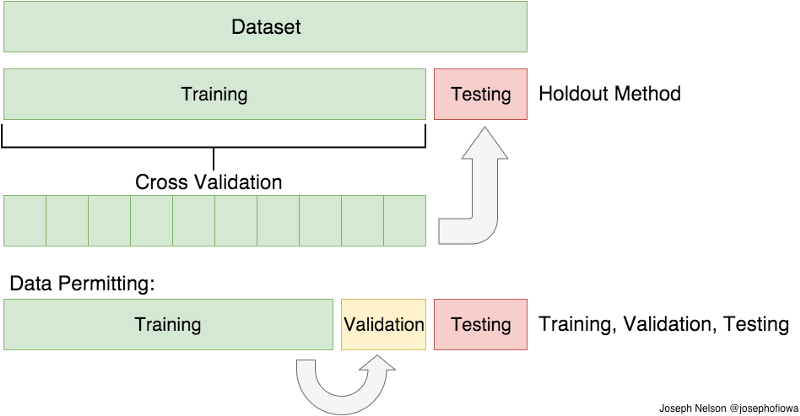 Dataset
Training
Testing
Holdout Method
Cross Validation
Data Permitting:
Training
Validation
Testing
Training, Validation, Testing
Joseph Nelson @josephofiowa